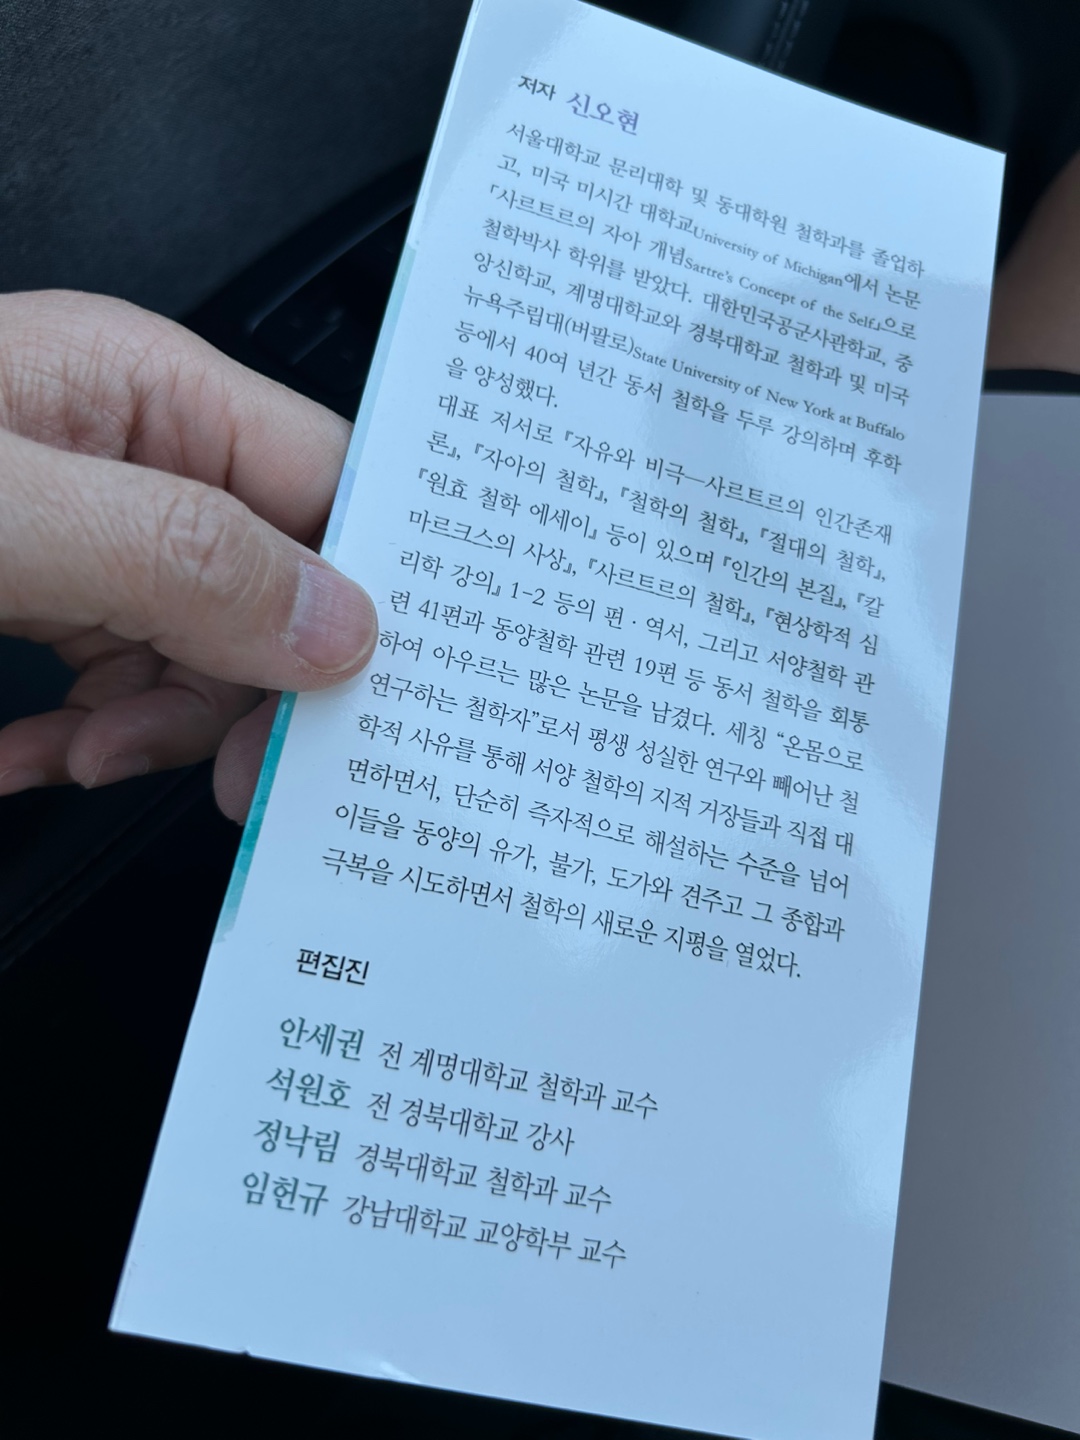 저자 신오현
서울대학교 문리대학 및 동대학원 철학과를 졸업하
고, 미국 미시간 대학교University of Michigan에서 논문
『사르트르의 자아 개념Sartre's Concept of the Self』으로
철학박사 학위를 받았다. 대한민국공군사관학교, 중
앙신학교, 계명대학교와 경북대학교 철학과 및 미국
뉴욕주립대(버팔로)State University of New York at Buffalo
등에서 40여 년간 동서 철학을 두루 강의하며 후학
을 양성했다.
대표 저서로 『자유와 비극—사르트르의 인간존재
론』, 『자아의 철학』, 『철학의 철학』, 『절대의 철학』,
『원효 철학 에세이』 등이 있으며 『인간의 본질』, 『칼
마르크스의 사상』, 『사르트르의 철학』, 『현상학적 심
리학 강의』 1-2 등의 편·역서, 그리고 서양철학 관
련 41편과 동양철학 관련 19편 등 동서 철학을 회통
하여 아우르는 많은 논문을 남겼다. 세칭 “온몸으로
연구하는 철학자”로서 평생 성실한 연구와 빼어난 철
학적 사유를 통해 서양 철학의 지적 거장들과 직접 대
면하면서, 단순히 즉자적으로 해설하는 수준을 넘어
이들을 동양의 유가, 불가, 도가와 견주고 그 종합과
극복을 시도하면서 철학의 새로운 지평을 열었다.
편집진
안세권 전 계명대학교 철학과 교수
석원호 전 경북대학교 강사
정낙림 경북대학교 철학과 교수
임헌규 강남대학교 교양학부 교수